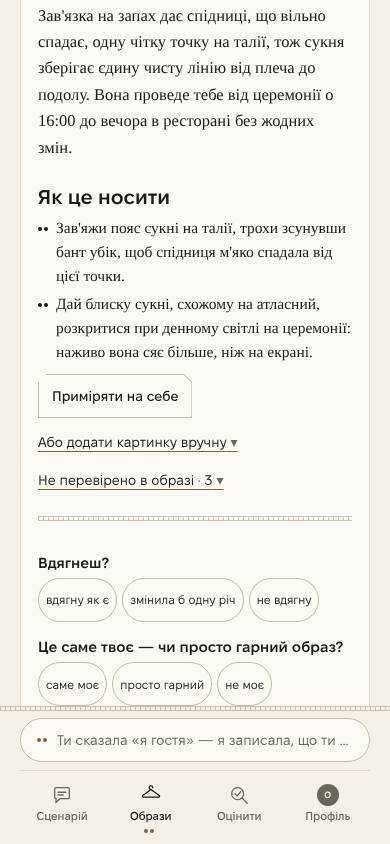 Зав'язка на запах дає спідниці, що вільно
спадає, одну чітку точку на талії, тож сукня
зберігає єдину чисту лінію від плеча до
подолу. Вона проведе тебе від церемонії о
16:00 до вечора в ресторані без жодних
змін.
Як це носити
•• Зав'яжи пояс сукні на талії, трохи зсунувши
бант убік, щоб спідниця м'яко спадала від
цієї точки.
•• Дай блиску сукні, схожому на атласний,
розкритися при денному світлі на церемонії:
наживо вона сяє більше, ніж на екрані.
Приміряти на себе
Або додати картинку вручну ▾
Не перевірено в образі · 3 ▾
Вдягнеш?
вдягну як є змінила б одну річ не вдягну
Це саме твоє — чи просто гарний образ?
саме моє просто гарний не моє
•• Ти сказала «я гостя» — я записала, що ти ...
О
Сценарій Образи Оцінити Профіль